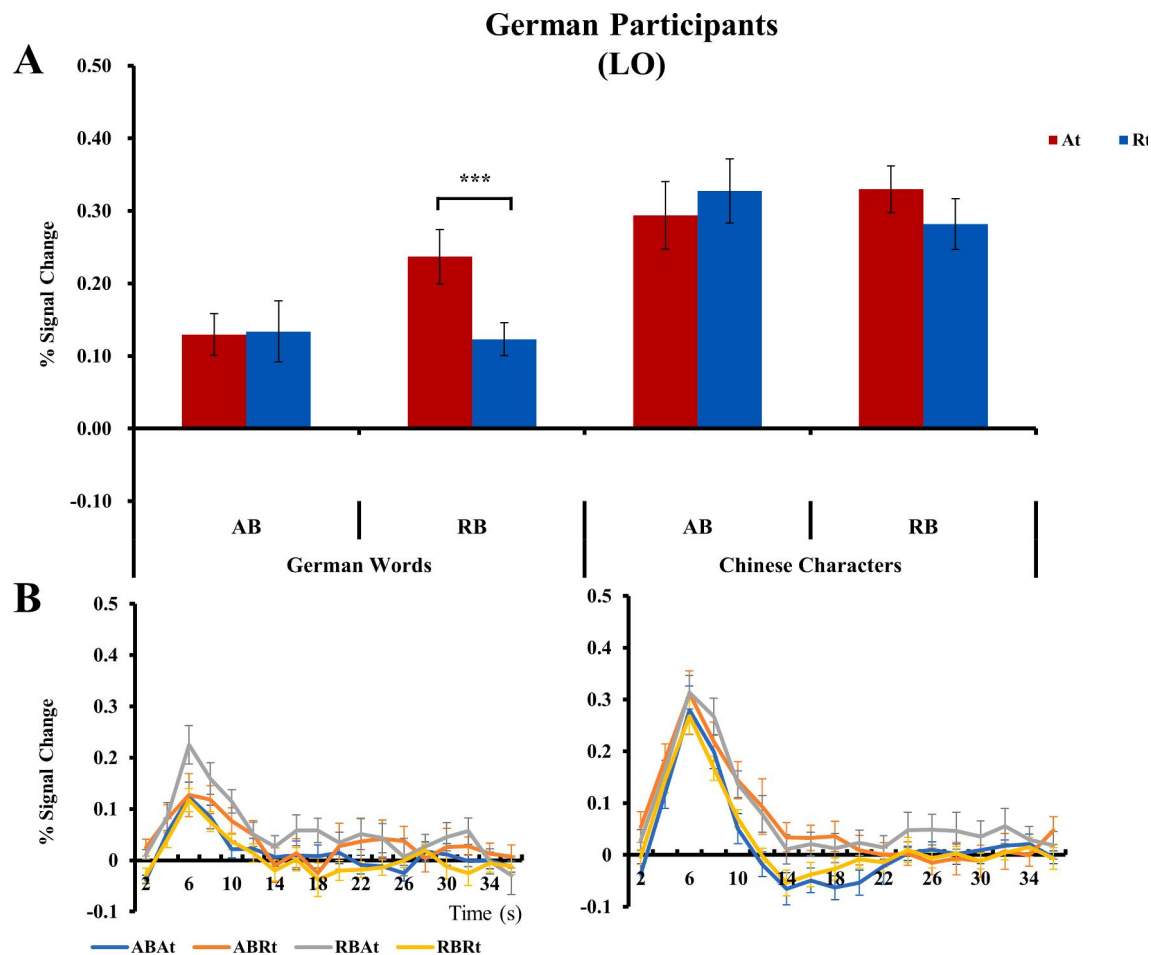 German Participants
(LO)
A
0.50
0.40
0.30
0.20
0.10
0.00
-0.10
% Signal Change
***
At Rt
AB RB AB RB
German Words Chinese Characters
B
0.5
0.4
0.3
0.2
0.1
0
-0.1
% Signal Change
2 6 10 14 18 22 26 30 34
Time (s)
0.5
0.4
0.3
0.2
0.1
0
-0.1
2 6 10 14 18 22 26 30 34
ABAt ABRt RBAt RBRt